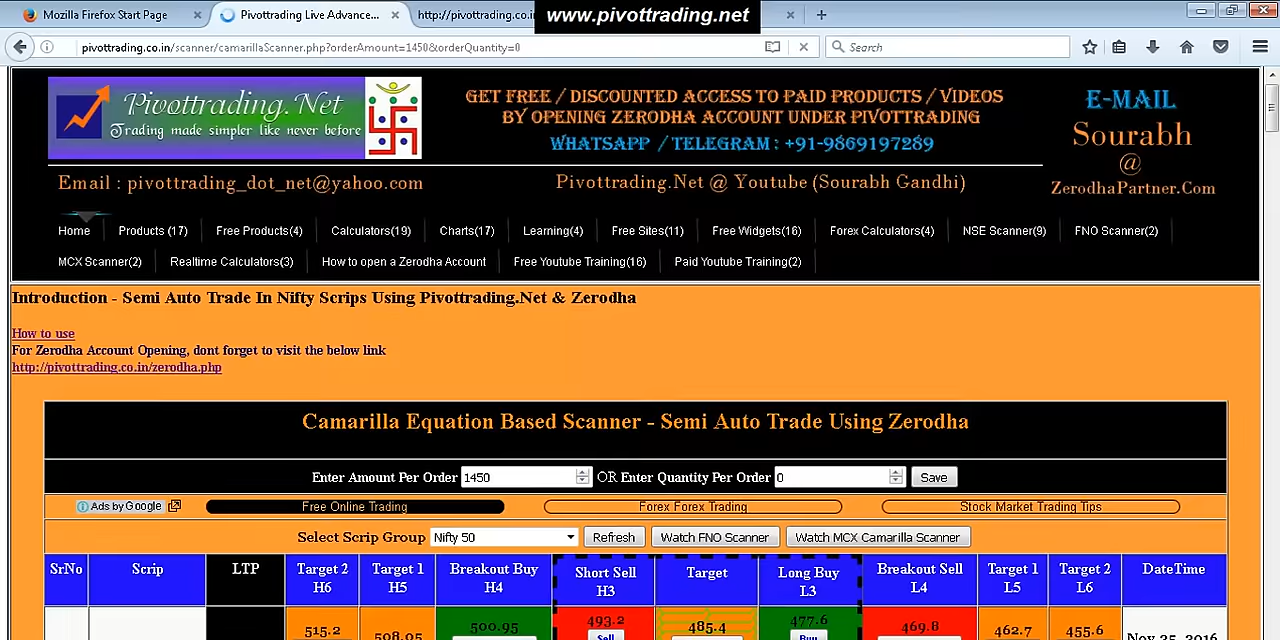 Mozilla Firefox Start Page
Pivottrading Live Advance...
http://pivottrading.co.in
www.pivottrading.net
pivottrading.co.in/scanner/camarillaScanner.php?orderAmount=1450&orderQuantity=0
Search
Pivottrading.Net
Trading made simpler like never before
GET FREE / DISCOUNTED ACCESS TO PAID PRODUCTS / VIDEOS
BY OPENING ZERODHA ACCOUNT UNDER PIVOTTRADING
WHATSAPP / TELEGRAM : +91-9869197289
E-MAIL
Sourabh
@
ZerodhaPartner.Com
Email : pivottrading_dot_net@yahoo.com
Pivottrading.Net @ Youtube (Sourabh Gandhi)
Home Products (17) Free Products(4) Calculators(19) Charts(17) Learning(4) Free Sites(11) Free Widgets(16) Forex Calculators(4) NSE Scanner(9) FNO Scanner(2)
MCX Scanner(2) Realtime Calculators(3) How to open a Zerodha Account Free Youtube Training(16) Paid Youtube Training(2)
Introduction - Semi Auto Trade In Nifty Scrips Using Pivottrading.Net & Zerodha
How to use
For Zerodha Account Opening, dont forget to visit the below link
http://pivottrading.co.in/zerodha.php
Camarilla Equation Based Scanner - Semi Auto Trade Using Zerodha
Enter Amount Per Order 1450 OR Enter Quantity Per Order 0 Save
Ads by Google Free Online Trading Forex Forex Trading Stock Market Trading Tips
Select Scrip Group Nifty 50 Refresh Watch FNO Scanner Watch MCX Camarilla Scanner
SrNo Scrip LTP Target 2 H6 Target 1 H5 Breakout Buy H4 Short Sell H3 Target Long Buy L3 Breakout Sell L4 Target 1 L5 Target 2 L6 DateTime
515.2 508.05 500.95 493.2 485.4 477.6 469.8 462.7 455.6 Nov 25, 2016
Sell Buy